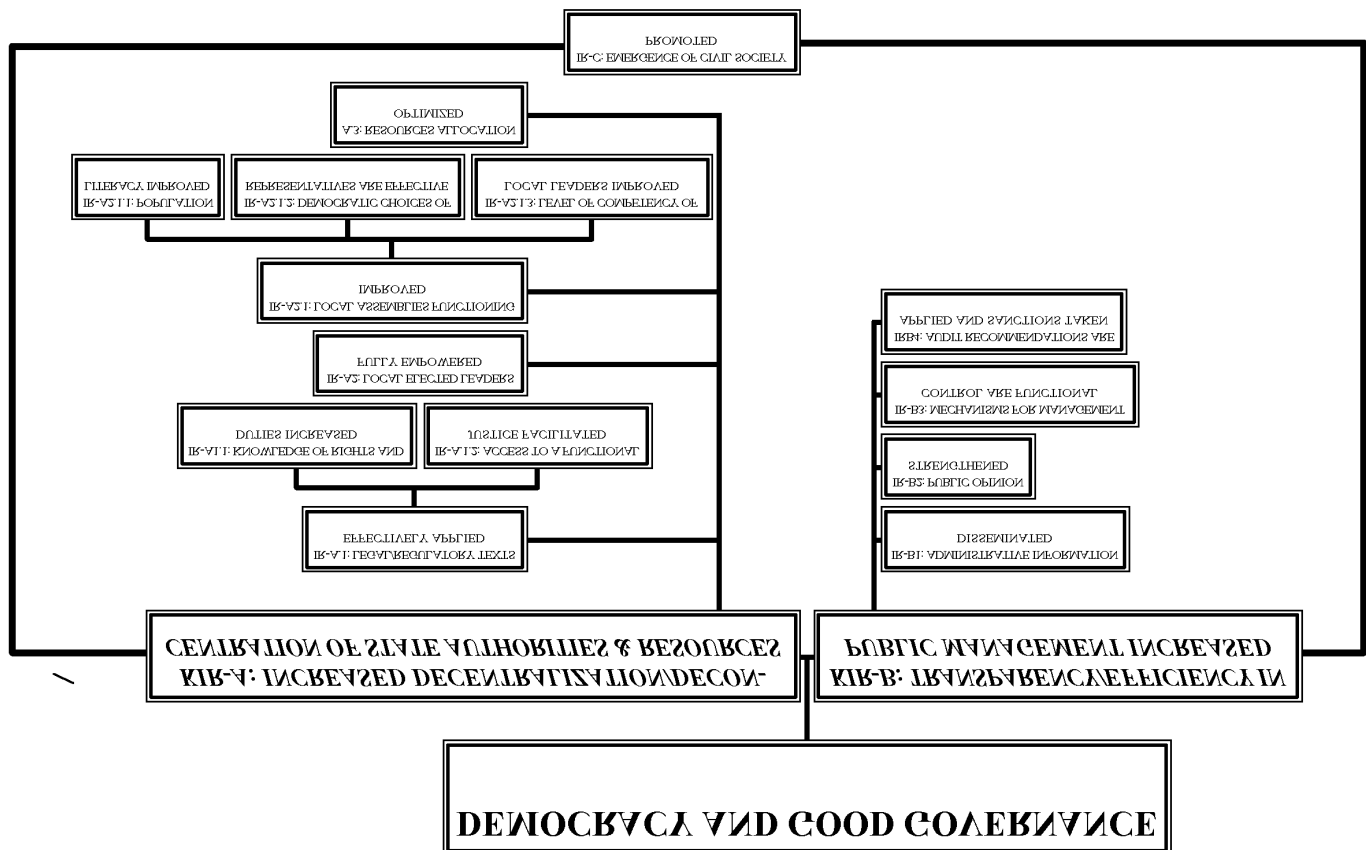 DEMOCRACY AND GOOD GOVERNANCE
KIR-A: INCREASED DECENTRALIZATION/DECON-
CENTRATION OF STATE AUTHORITIES & RESOURCES
KIR-B: TRANSPARENCY/EFFICIENCY IN
PUBLIC MANAGEMENT INCREASED
IR-A.1: LEGAL/REGULATORY TEXTS
EFFECTIVELY APPLIED
IR-A1.1: KNOWLEDGE OF RIGHTS AND
DUTIES INCREASED
IR-A.1.2: ACCESS TO A FUNCTIONAL
JUSTICE FACILITATED
IR-A2: LOCAL ELECTED LEADERS
FULLY EMPOWERED
IR-A2.1: LOCAL ASSEMBLIES FUNCTIONING
IMPROVED
IR-A2.1.1: POPULATION
LITERACY IMPROVED
IR-A2.1.2: DEMOCRATIC CHOICES OF
REPRESENTATIVES ARE EFFECTIVE
IR-A2.1.3: LEVEL OF COMPETENCY OF
LOCAL LEADERS IMPROVED
A.3: RESOURCES ALLOCATION
OPTIMIZED
IR-B1: ADMINISTRATIVE INFORMATION
DISSEMINATED
IR-B2: PUBLIC OPINION
STRENGTHENED
IR-B3: MECHANISMS FOR MANAGEMENT
CONTROL ARE FUNCTIONAL
IRB4: AUDIT RECOMMENDATIONS ARE
APPLIED AND SANCTIONS TAKEN
IR-C: EMERGENCE OF CIVIL SOCIETY
PROMOTED